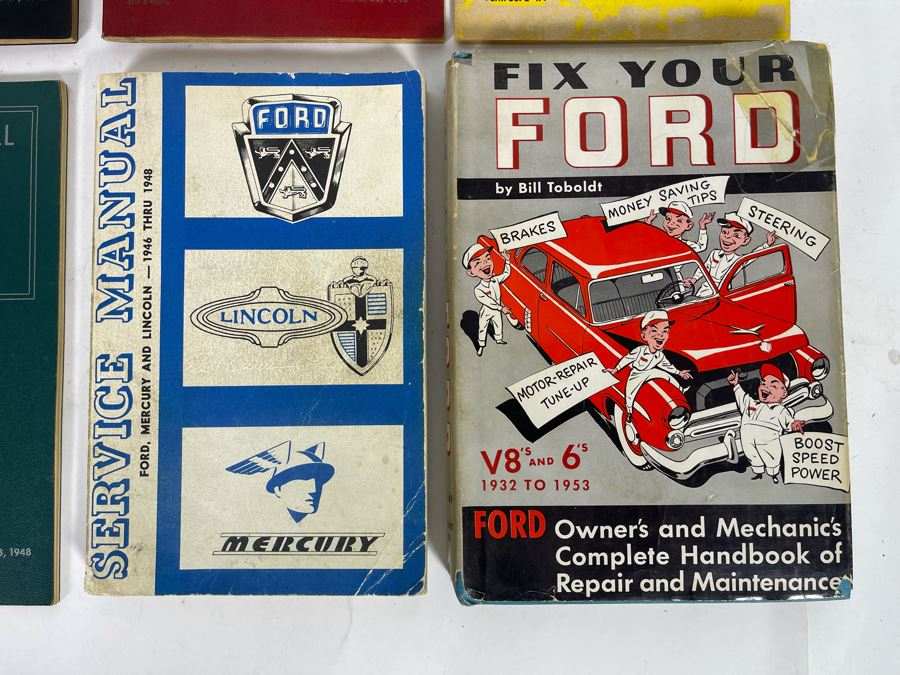 AL
1948
SERVICE MANUAL
FORD, MERCURY AND LINCOLN — 1946 THRU 1948
FORD
LINCOLN
MERCURY
FIX YOUR
FORD
by Bill Toboldt
BRAKES
MONEY SAVING
TIPS
STEERING
MOTOR-REPAIR
TUNE-UP
BOOST
SPEED
POWER
V8'S AND 6'S
1932 TO 1953
FORD Owner's and Mechanic's
Complete Handbook of
Repair and Maintenance